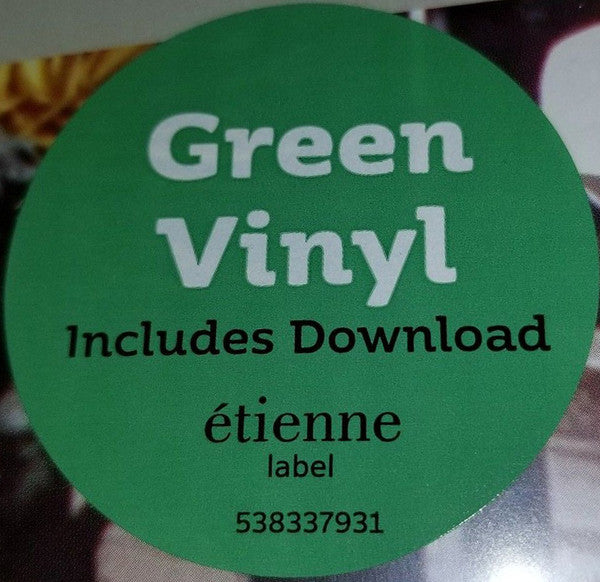 Green
Vinyl
Includes Download
étienne
label
538337931